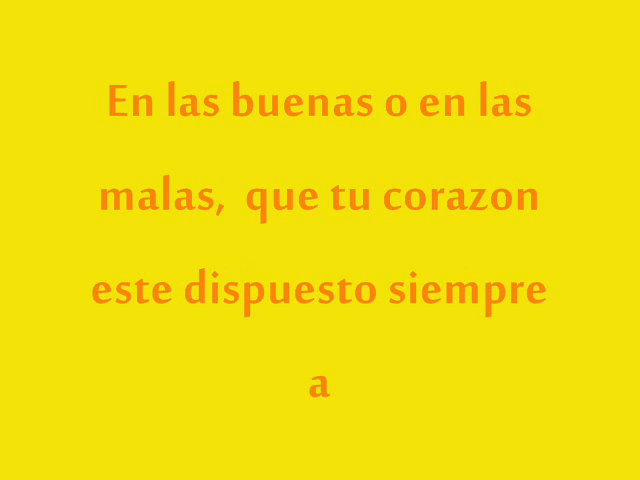 En las buenas o en las
malas,  que tu corazon
este dispuesto siempre
a